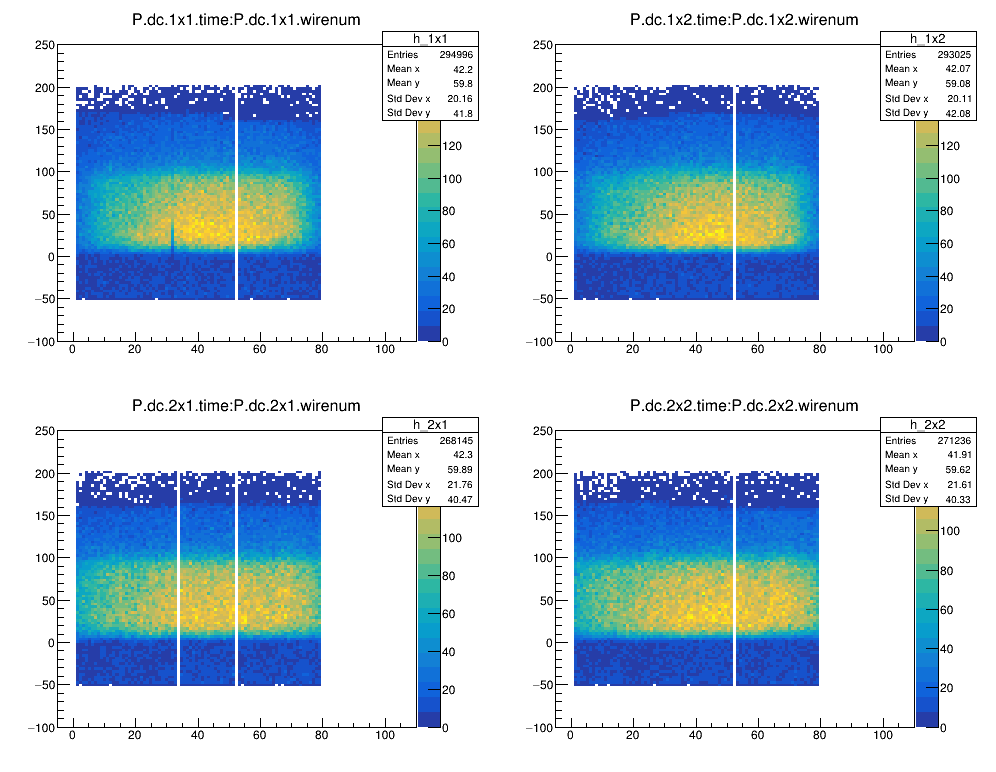 P.dc.1x1.time:P.dc.1x1.wirenum
h_1x1
Entries 294996
Mean x 42.2
Mean y 59.8
Std Dev x 20.16
Std Dev y 41.8
250
200
150
100
50
0
−50
−100
0 20 40 60 80 100
120
100
80
60
40
20
0
P.dc.1x2.time:P.dc.1x2.wirenum
h_1x2
Entries 293025
Mean x 42.07
Mean y 59.08
Std Dev x 20.11
Std Dev y 42.08
250
200
150
100
50
0
−50
−100
0 20 40 60 80 100
120
100
80
60
40
20
0
P.dc.2x1.time:P.dc.2x1.wirenum
h_2x1
Entries 268145
Mean x 42.3
Mean y 59.89
Std Dev x 21.76
Std Dev y 40.47
250
200
150
100
50
0
−50
−100
0 20 40 60 80 100
100
80
60
40
20
0
P.dc.2x2.time:P.dc.2x2.wirenum
h_2x2
Entries 271236
Mean x 41.91
Mean y 59.62
Std Dev x 21.61
Std Dev y 40.33
250
200
150
100
50
0
−50
−100
0 20 40 60 80 100
100
80
60
40
20
0